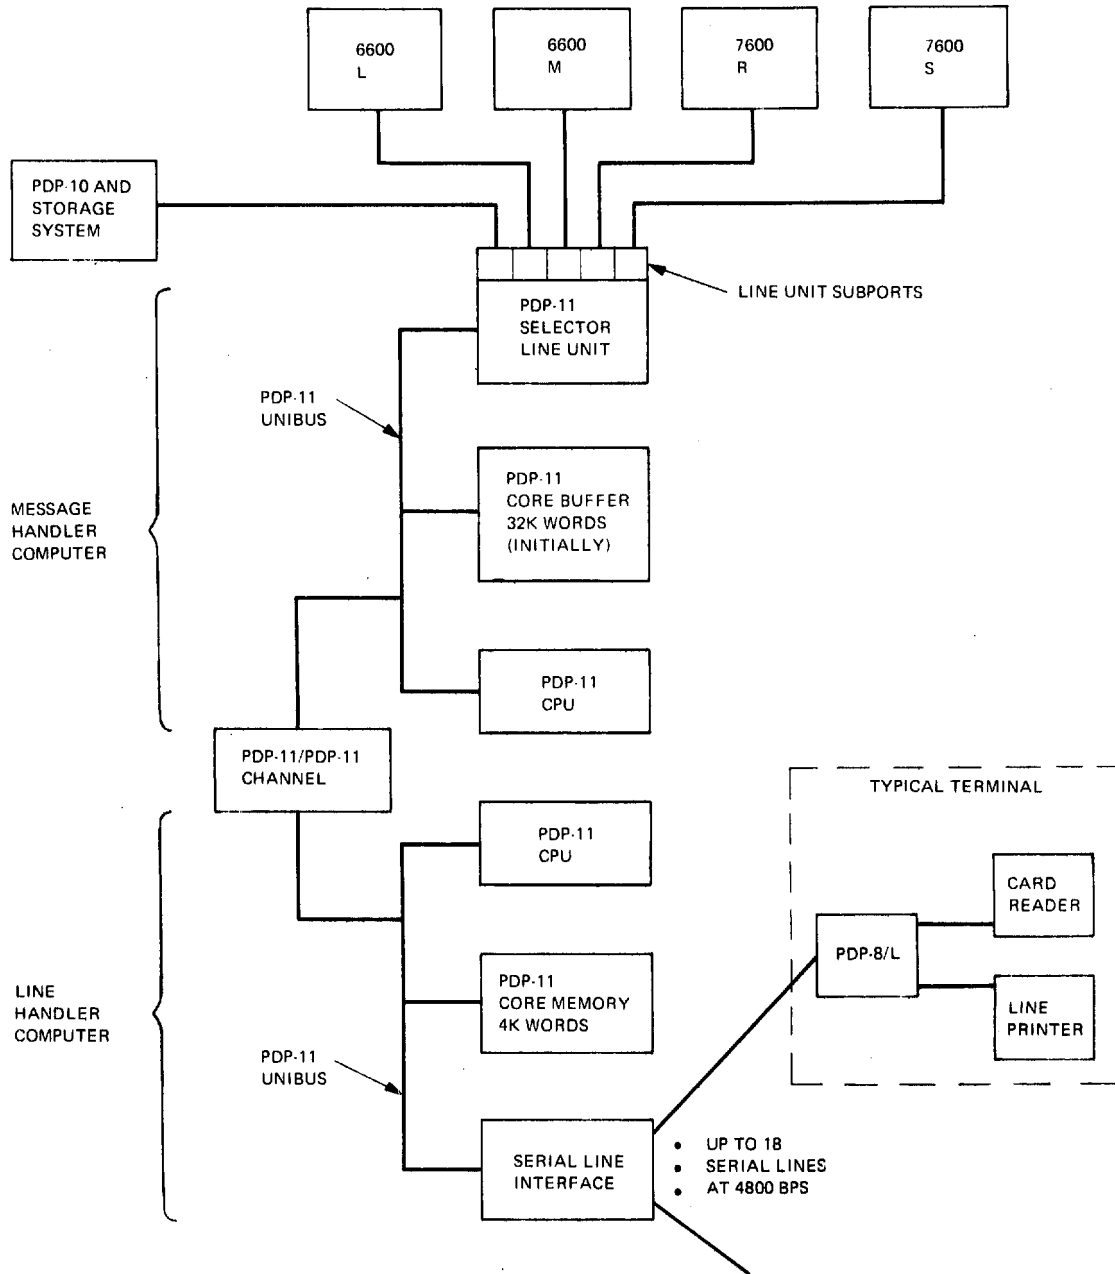 6600
L
6600
M
7600
R
7600
S
PDP-10 AND
STORAGE
SYSTEM
LINE UNIT SUBPORTS
PDP-11
SELECTOR
LINE UNIT
PDP-11
UNIBUS
PDP-11
CORE BUFFER
32K WORDS
(INITIALLY)
MESSAGE
HANDLER
COMPUTER
PDP-11
CPU
PDP-11/PDP-11
CHANNEL
TYPICAL TERMINAL
PDP-11
CPU
CARD
READER
PDP-8/L
LINE
PRINTER
PDP-11
CORE MEMORY
4K WORDS
LINE
HANDLER
COMPUTER
PDP-11
UNIBUS
SERIAL LINE
INTERFACE
• UP TO 18
• SERIAL LINES
• AT 4800 BPS